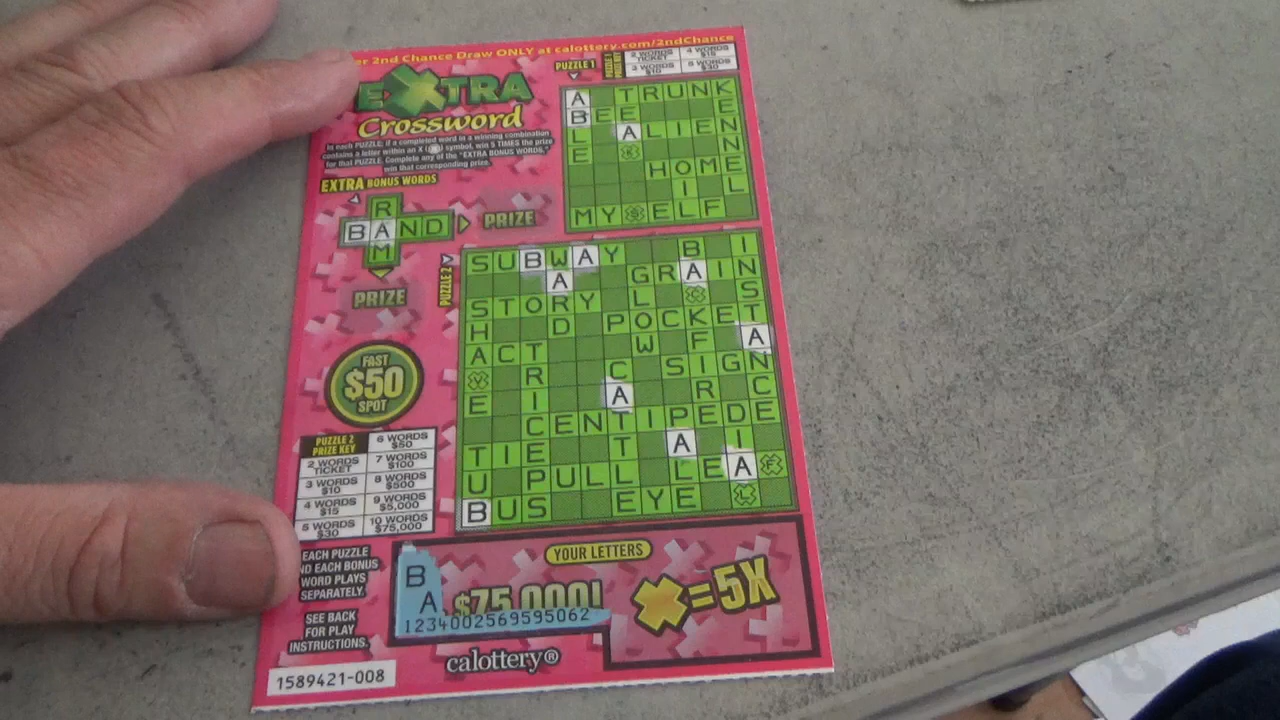 er 2nd Chance Draw ONLY at calottery.com/2ndChance
EXTRA
Crossword
In each PUZZLE, if a completed word in a winning combination
contains a letter within an X symbol, win 5 TIMES the prize
for that PUZZLE. Complete any of the "EXTRA BONUS WORDS,"
win that corresponding prize.
EXTRA BONUS WORDS
R
BAND PRIZE
M
PRIZE
PUZZLE 1
2 WORDS TICKET 4 WORDS $15
3 WORDS $10 5 WORDS $30
A TRUNK
BEE E E
L ALIEN
E K N
HOME
I L
MYSELF
PUZZLE 2
SUBWAY B I
A GRAIN
STORY L C S
H D POCKET
A W F A
ACT SIGN
Y R C I C
E I A R
CENTIPEDE
E T A I
TIE
U PULL LEAF
BUS EYE L
FAST
$50
SPOT
PUZZLE 2 PRIZE KEY 6 WORDS $50
2 WORDS TICKET 7 WORDS $100
3 WORDS $10 8 WORDS $500
4 WORDS $15 9 WORDS $5,000
5 WORDS $30 10 WORDS $75,000
EACH PUZZLE
ND EACH BONUS
WORD PLAYS
SEPARATELY.
SEE BACK
FOR PLAY
INSTRUCTIONS.
YOUR LETTERS
B
A $75,000!
1234002569595062
=5X
calottery®
1589421-008